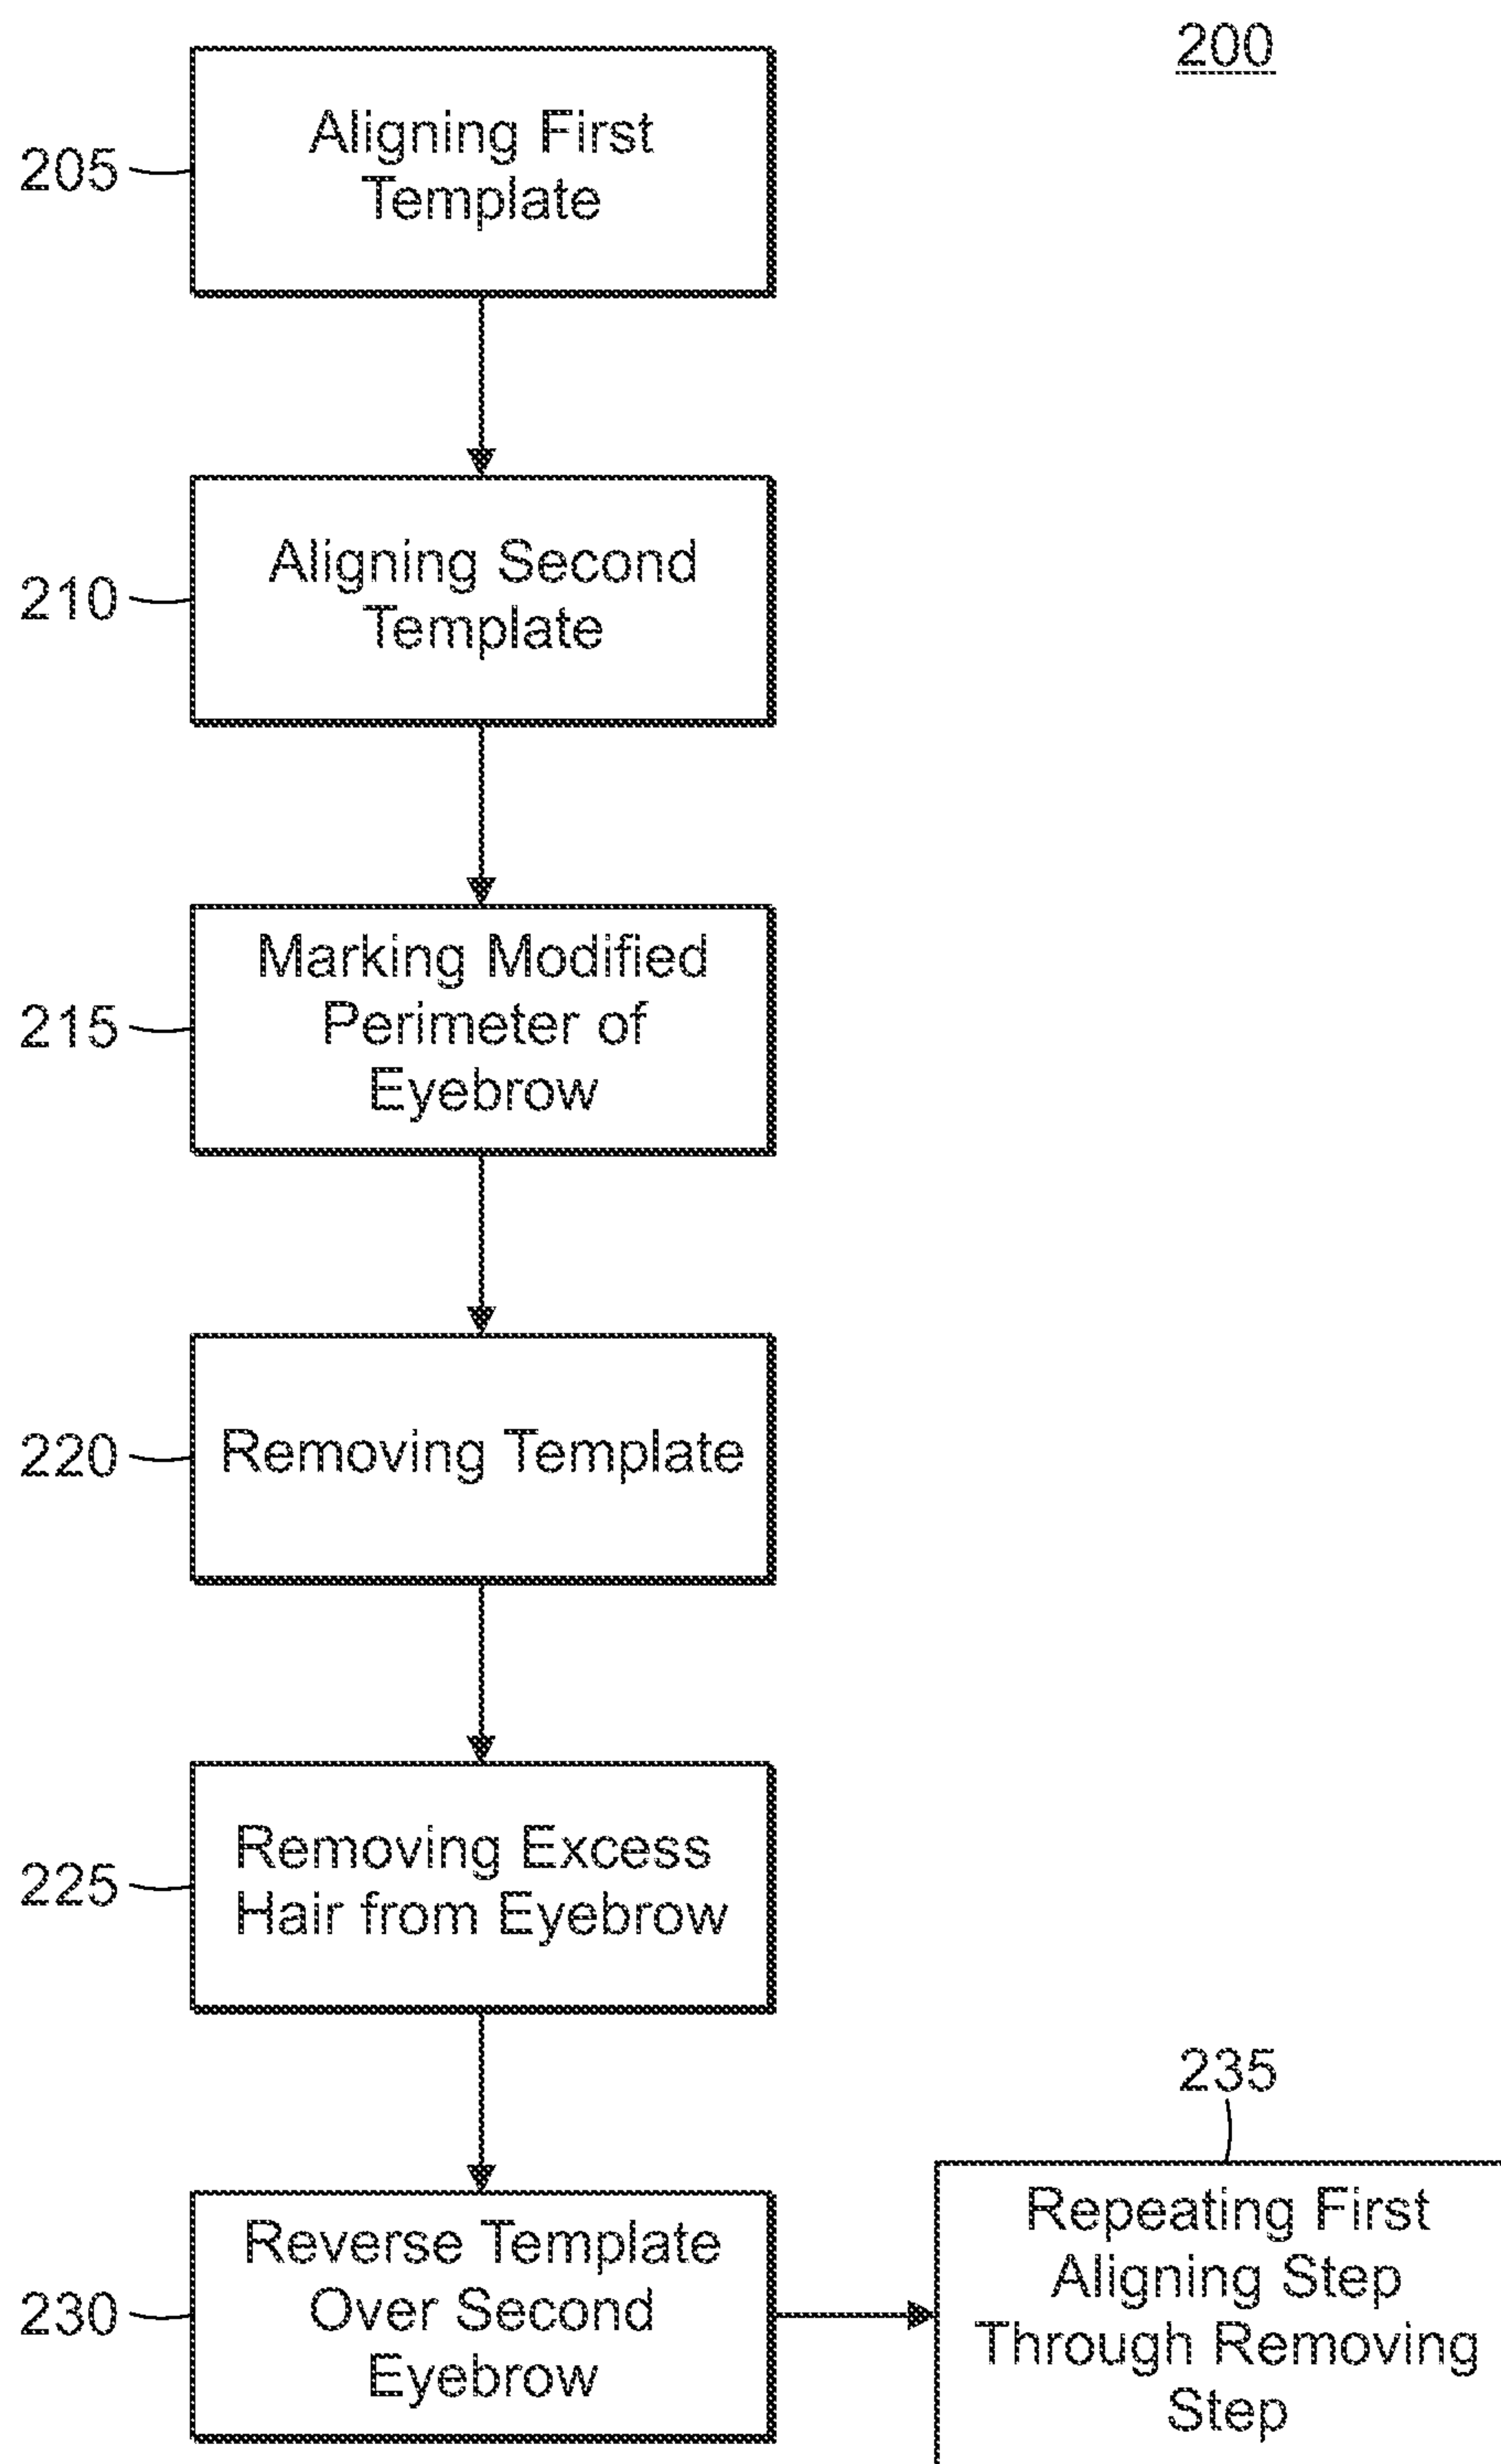 200
205
Aligning First
Template
210
Aligning Second
Template
215
Marking Modified
Perimeter of
Eyebrow
220
Removing Template
225
Removing Excess
Hair from Eyebrow
230
Reverse Template
Over Second
Eyebrow
235
Repeating First
Aligning Step
Through Removing
Step